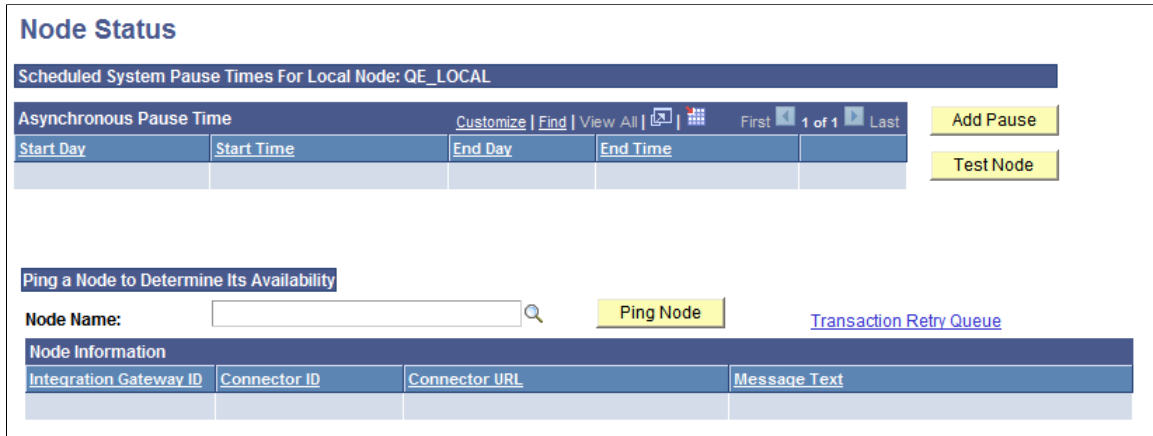 Node Status
Scheduled System Pause Times For Local Node: QE_LOCAL
Asynchronous Pause Time Customize | Find | View All | | First 1 of 1 Last
Add Pause
Start Day Start Time End Day End Time
Test Node
Ping a Node to Determine Its Availability
Node Name: Ping Node Transaction Retry Queue
Node Information
Integration Gateway ID Connector ID Connector URL Message Text